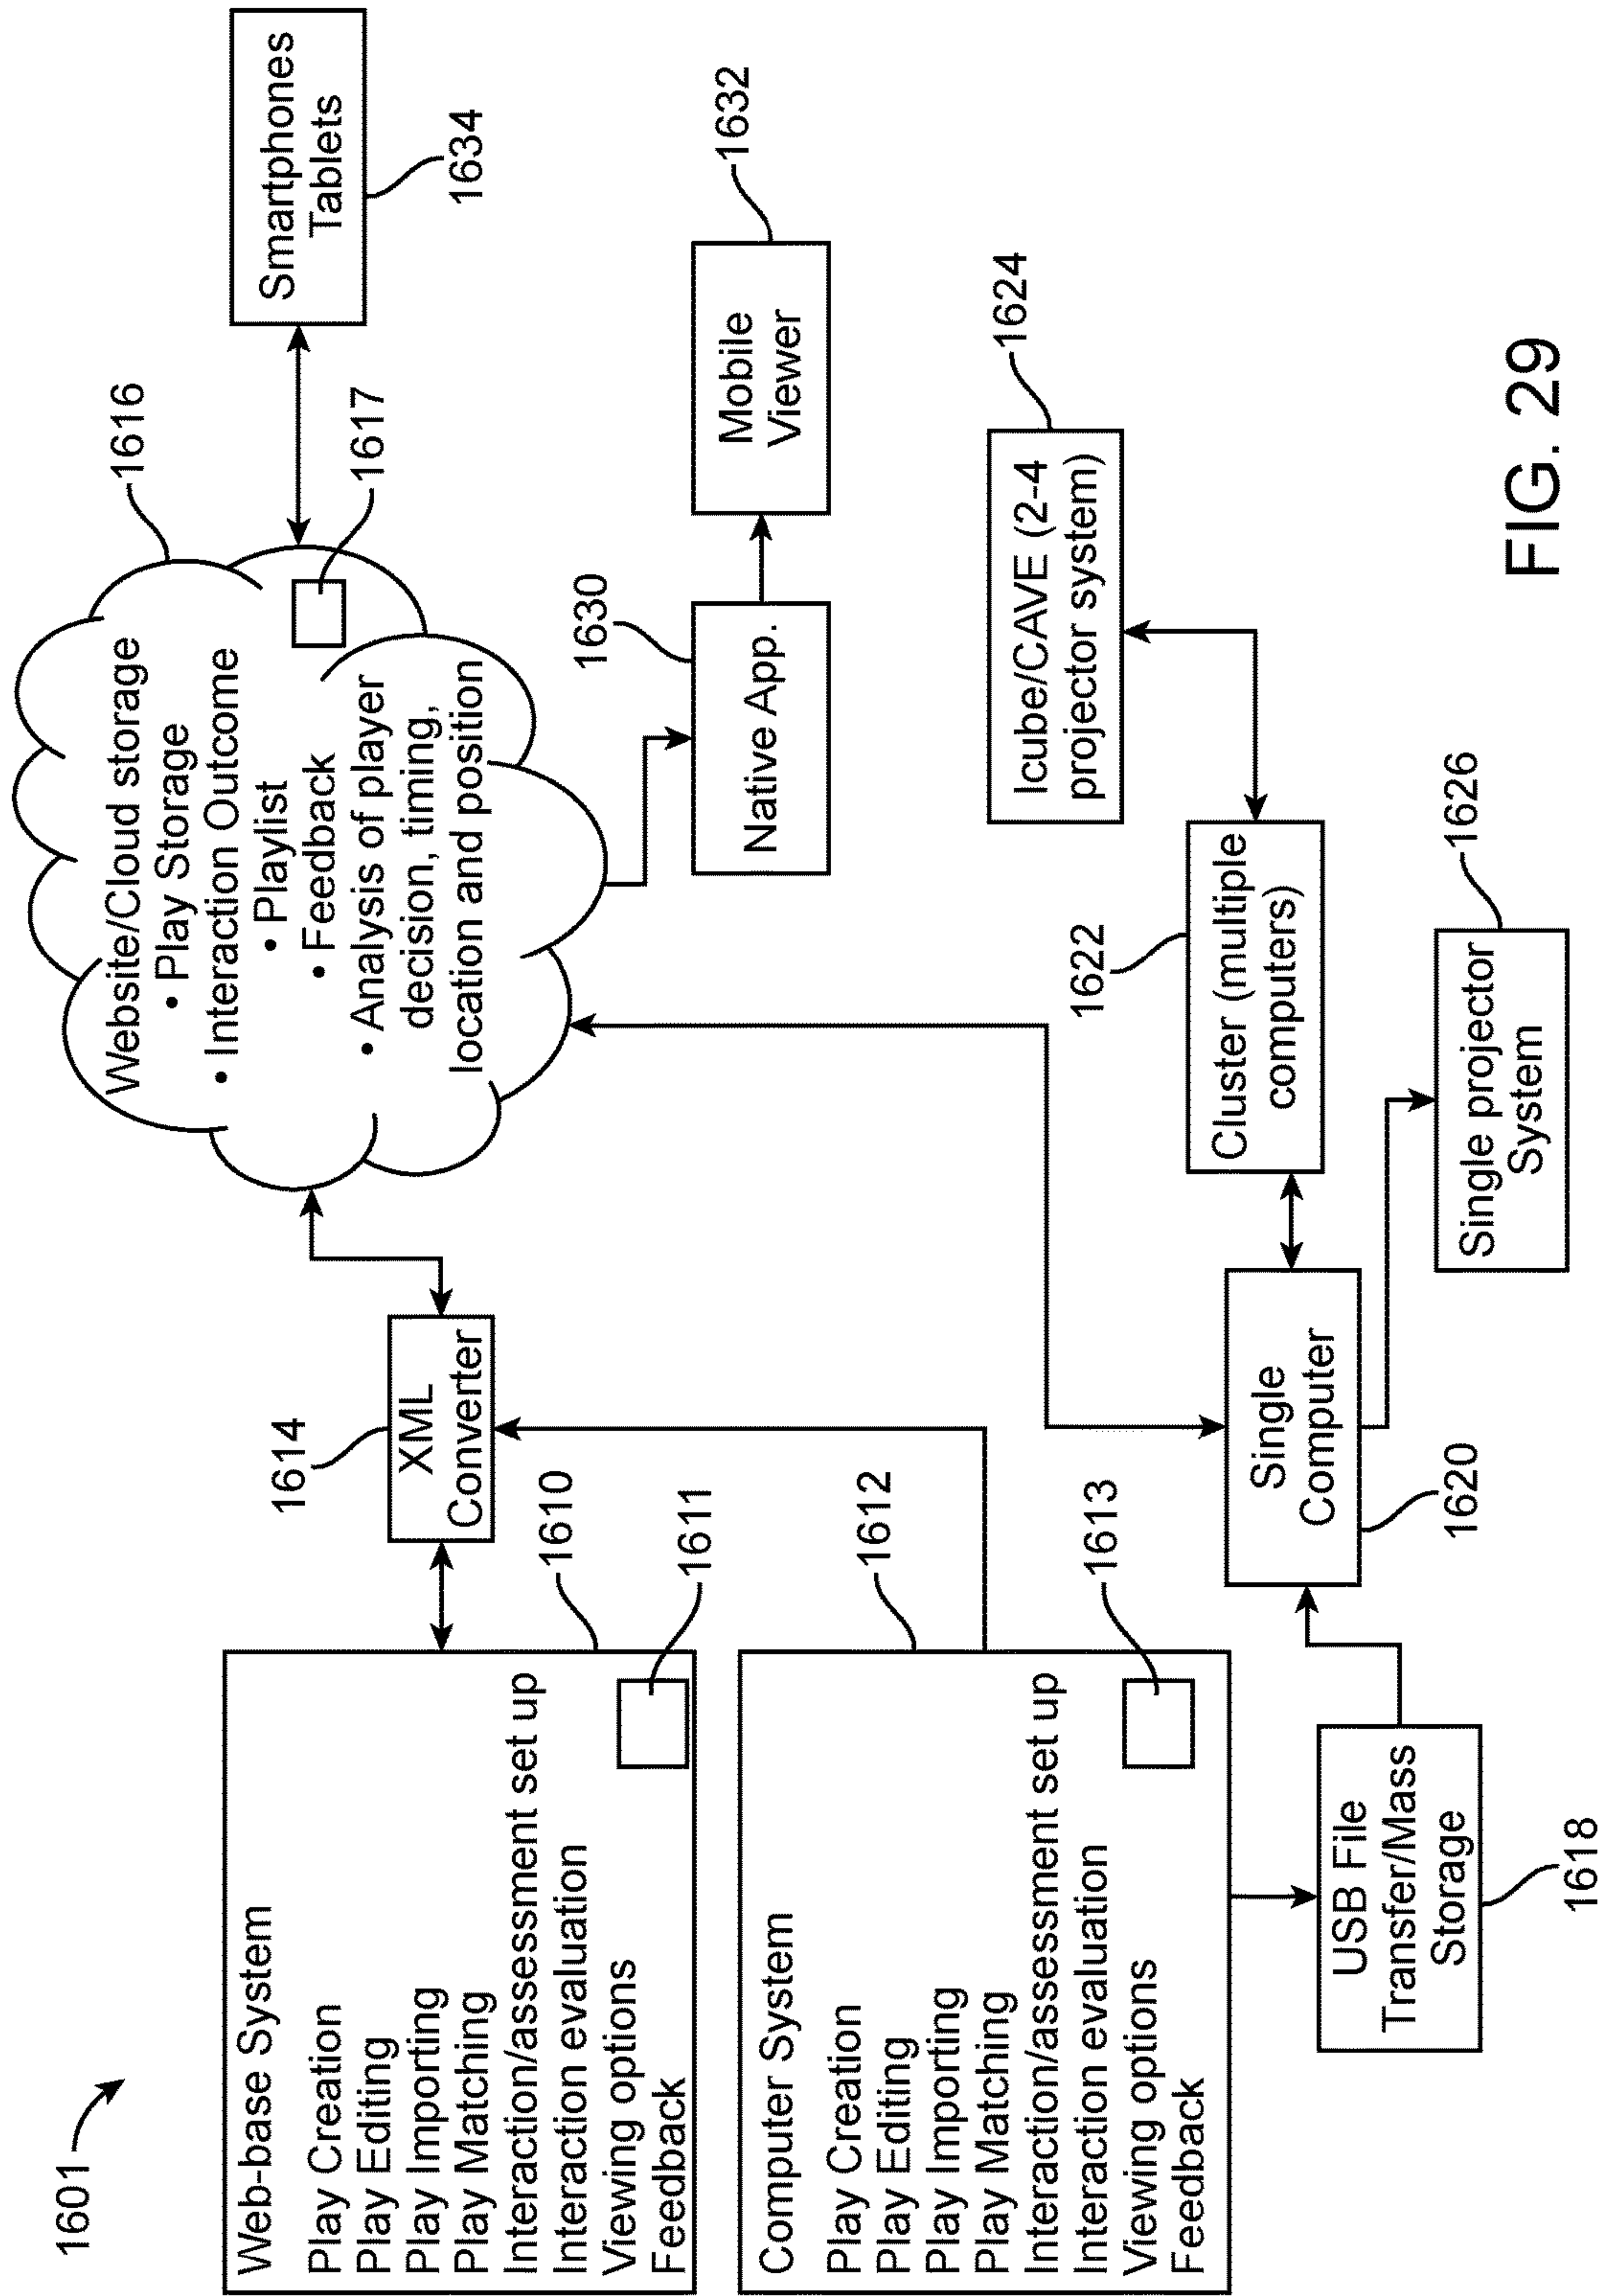 1601
Web-base System
Play Creation
Play Editing
Play Importing
Play Matching
Interaction/assessment set up
Interaction evaluation
Viewing options
Feedback
1610
1611
Computer System
Play Creation
Play Editing
Play Importing
Play Matching
Interaction/assessment set up
Interaction evaluation
Viewing options
Feedback
1612
1613
1614
XML
Converter
Website/Cloud storage
• Play Storage
• Interaction Outcome
• Playlist
• Feedback
• Analysis of player
decision, timing,
location and position
1616
1617
Smartphones
Tablets
1634
1630
Native App.
Mobile
Viewer
1632
USB File
Transfer/Mass
Storage
1618
Single
Computer
1620
1622
Cluster (multiple
computers)
Icube/CAVE (2-4
projector system)
1624
Single projector
System
1626
FIG. 29